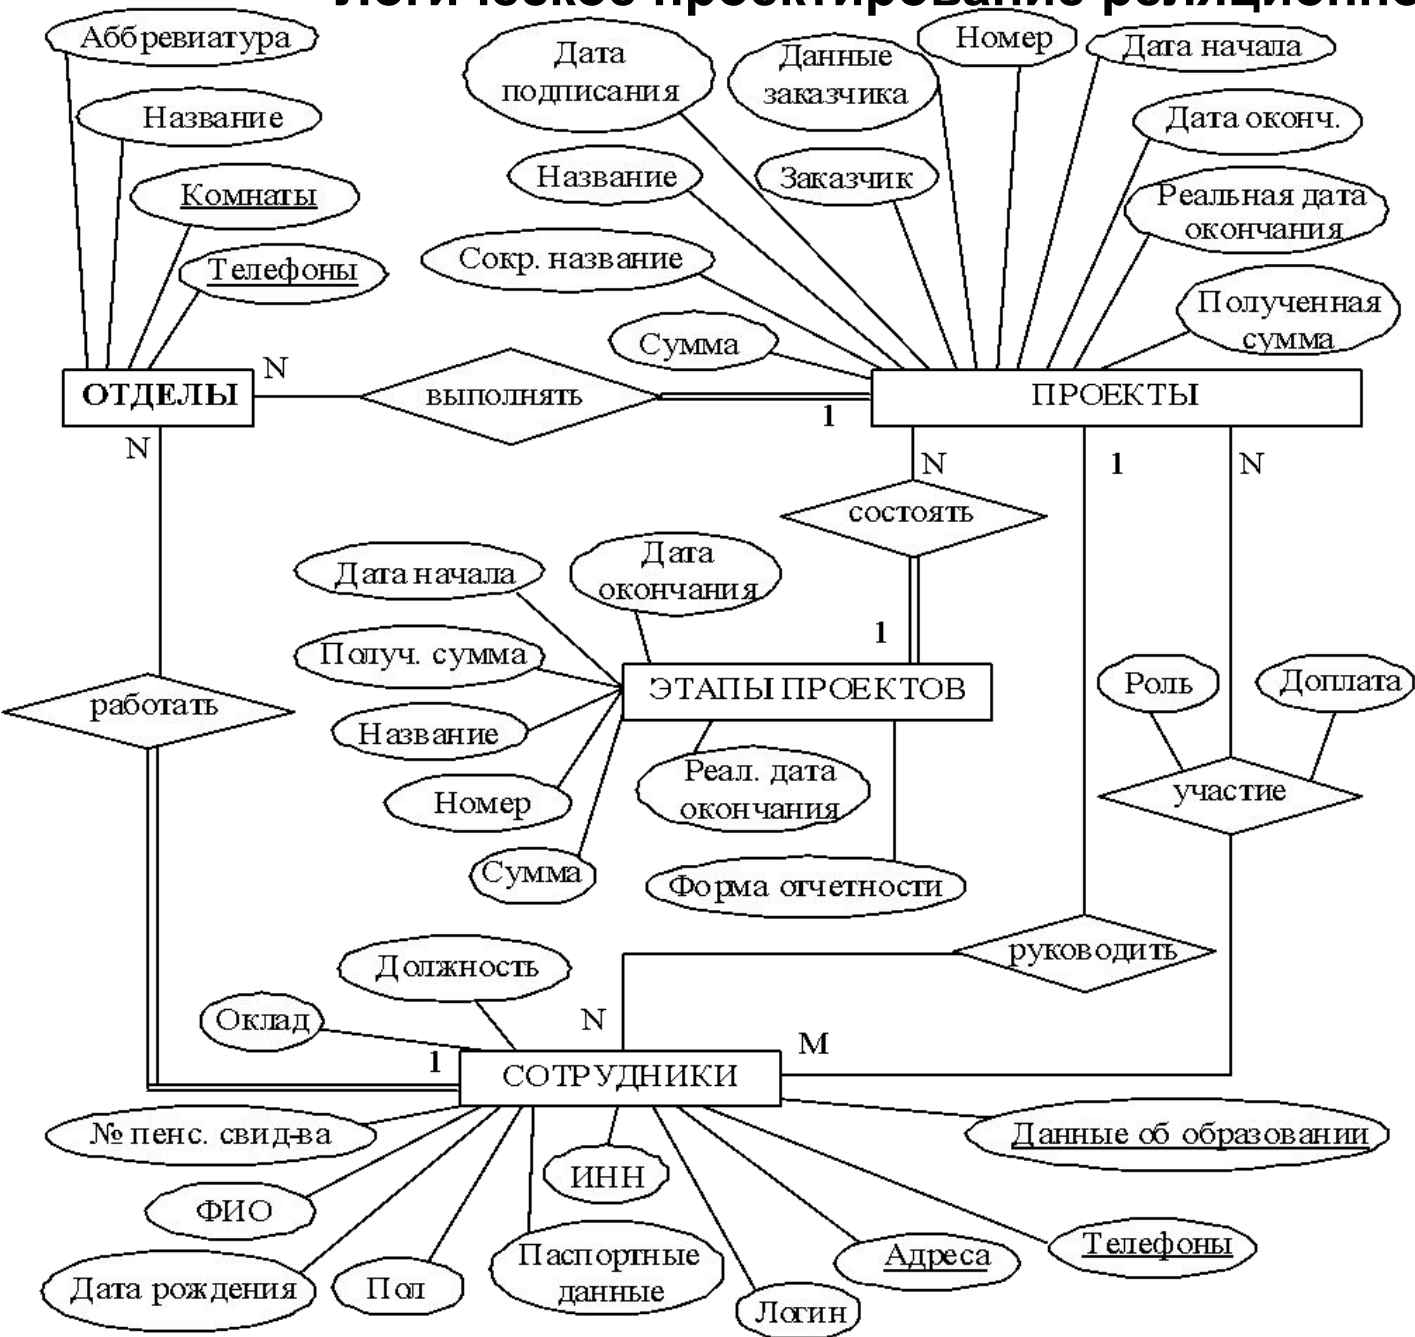 Логическое проектирование реляционн
Аббревиатура
Название
Комнаты
Телефоны
Дата
подписания
Данные
заказчика
Номер
Дата начала
Дата оконч.
Название
Заказчик
Реальная дата
окончания
Сокр. название
Полученная
сумма
Сумма
ОТДЕЛЫ
N
выполнять
1
ПРОЕКТЫ
N
N
1
N
состоять
Дата начала
Дата
окончания
1
Получ. сумма
ЭТАПЫ ПРОЕКТОВ
Роль
Доплата
работать
Название
Номер
Реал. дата
окончания
участие
Сумма
Форма отчетности
руководить
Должность
Оклад
N
M
1
СОТРУДНИКИ
№ пенс. свид-ва
Данные об образовании
ИНН
ФИО
Паспортные
данные
Адреса
Телефоны
Дата рождения
Пол
Логин